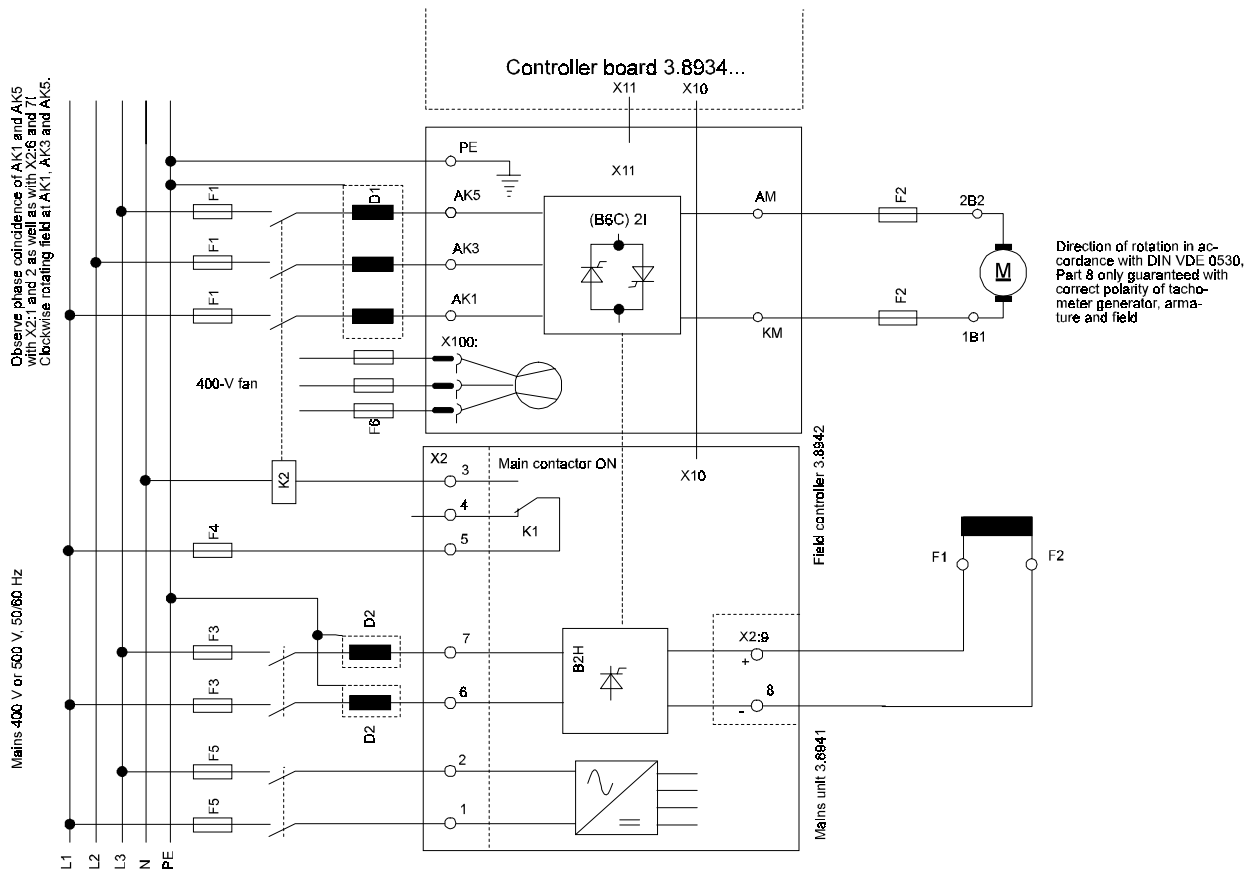 Controller board 3.8934...
X11
X10
Observe phase coincidence of AK1 and AK5
with X2:1 and 2 as well as with X2:6 and 7!
Clockwise rotating field at AK1, AK3 and AK5.
PE
X11
F1
D1
AK5
(B6C) 2I
AM
F2
2B2
F1
AK3
M
Direction of rotation in ac-
cordance with DIN VDE 0530,
Part 8 only guaranteed with
correct polarity of tacho-
meter generator, arma-
ture and field
F1
AK1
KM
F2
1B1
X100:
400-V fan
F6
Field controller 3.8942
X2
Main contactor ON
X10
K2
3
4
K1
F4
5
F1
F2
Mains 400 V or 500 V, 50/60 Hz
D2
F3
7
B2H
X2:9
+
F3
6
8
-
D2
Mains unit 3.8941
F5
2
F5
1
L1
L2
L3
N
PE